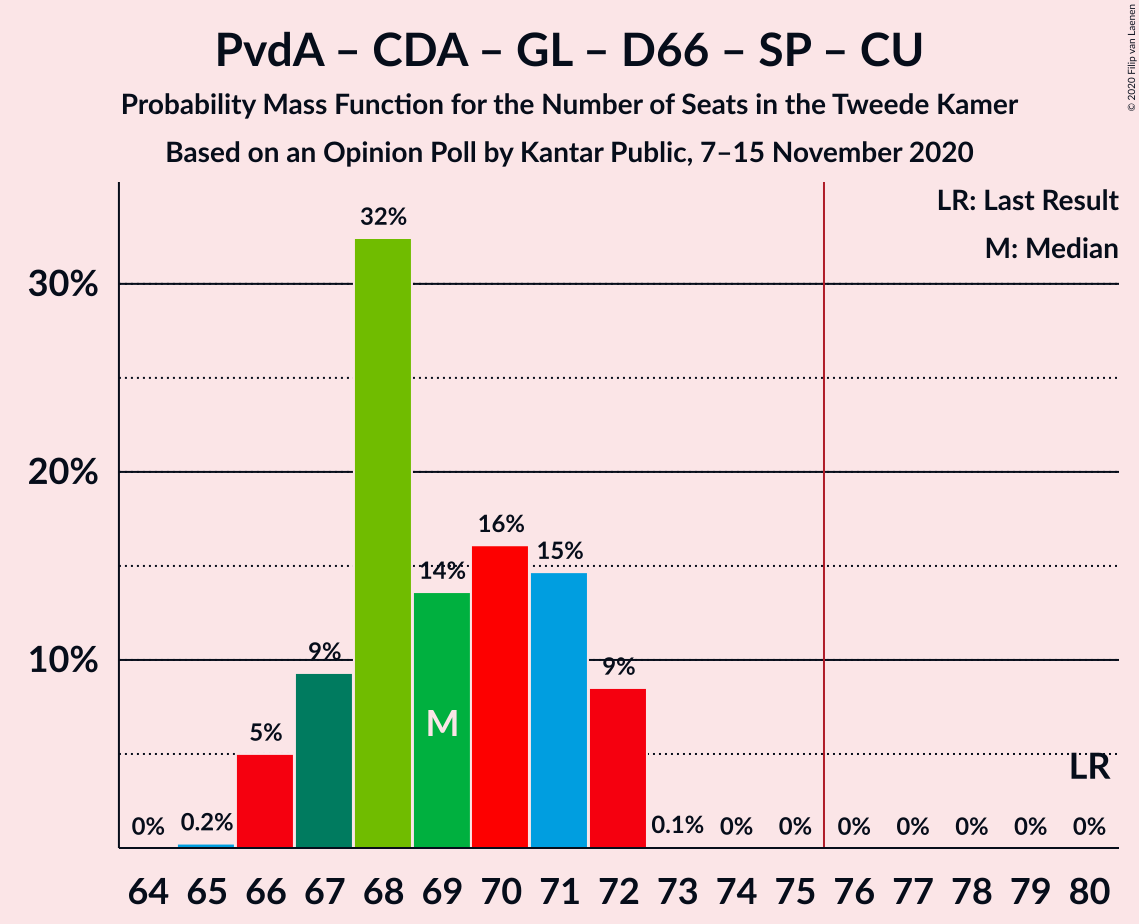 PvdA – CDA – GL – D66 – SP – CU
Probability Mass Function for the Number of Seats in the Tweede Kamer
Based on an Opinion Poll by Kantar Public, 7–15 November 2020
© 2020 Filip van Laenen
LR: Last Result
M: Median
32%
30%
20%
16%
15%
14%
10%
9%
9%
5%
M
LR
0% 0.2% 0.1% 0% 0% 0% 0% 0% 0% 0%
64 65 66 67 68 69 70 71 72 73 74 75 76 77 78 79 80